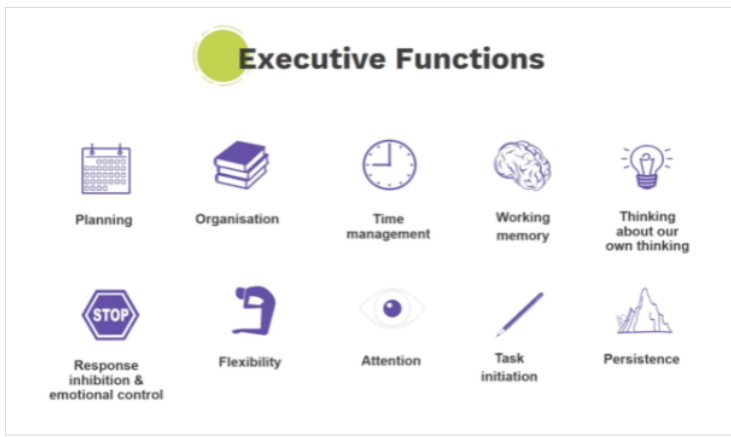 Executive Functions
Planning
Organisation
Time
management
Working
memory
Thinking
about our
own thinking
STOP
Response
inhibition &
emotional control
Flexibility
Attention
Task
initiation
Persistence